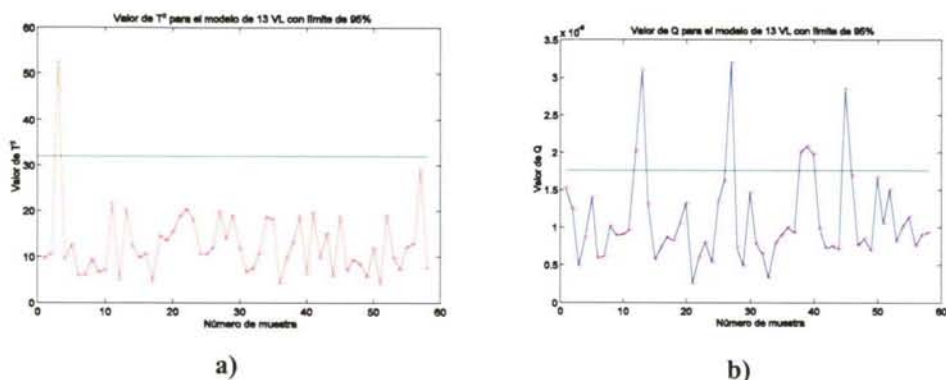 Valor de T² para el modelo de 13 VL con límite de 95%
60
50
40
30
20
10
0
Valor de T²
0 10 20 30 40 50 60
Número de muestra
a)
Valor de Q para el modelo de 13 VL con límite de 95%
3.5
3
2.5
2
1.5
1
0.5
0
Valor de Q
0 10 20 30 40 50 60
Número de muestra
b)